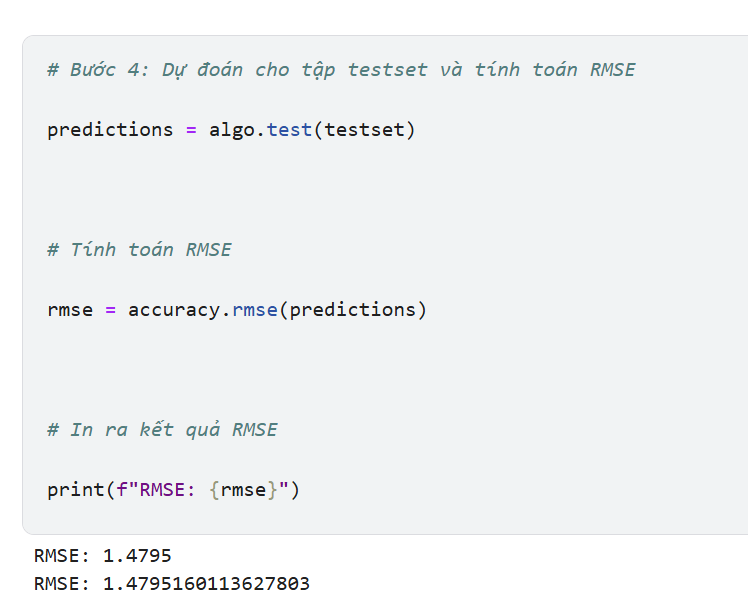 # Bước 4: Dự đoán cho tập testset và tính toán RMSE
predictions = algo.test(testset)
# Tính toán RMSE
rmse = accuracy.rmse(predictions)
# In ra kết quả RMSE
print(f"RMSE: {rmse}")
RMSE: 1.4795
RMSE: 1.4795160113627803